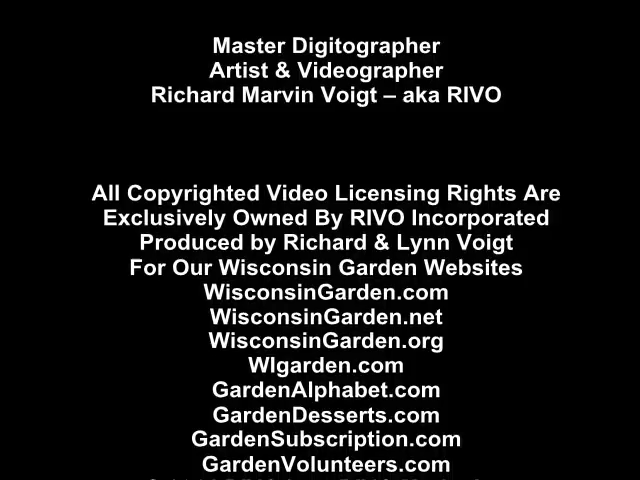 Master Digitographer
Artist & Videographer
Richard Marvin Voigt – aka RIVO
All Copyrighted Video Licensing Rights Are
Exclusively Owned By RIVO Incorporated
Produced by Richard & Lynn Voigt
For Our Wisconsin Garden Websites
WisconsinGarden.com
WisconsinGarden.net
WisconsinGarden.org
WIgarden.com
GardenAlphabet.com
GardenDesserts.com
GardenSubscription.com
GardenVolunteers.com